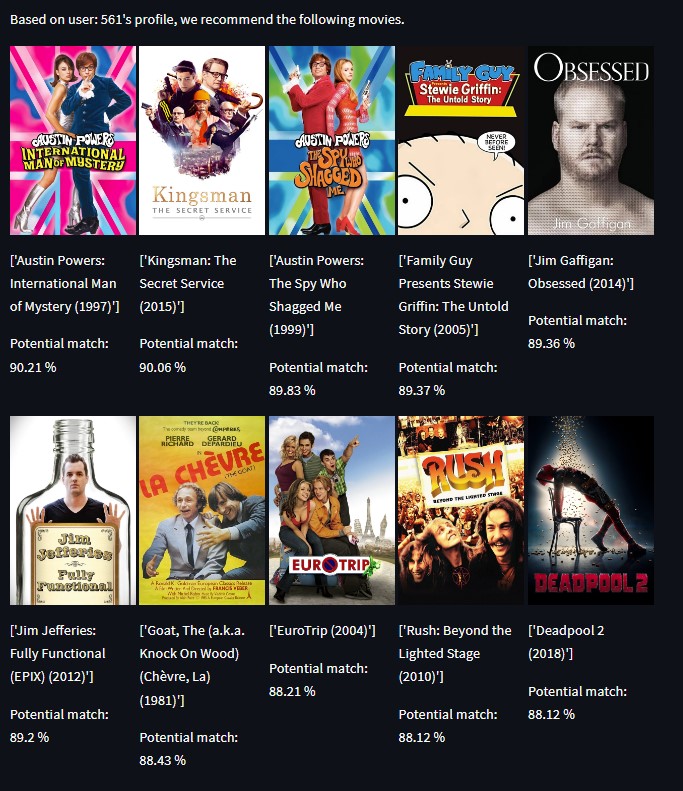 Based on user: 561's profile, we recommend the following movies.
AUSTIN POWERS
INTERNATIONAL
MAN OF MYSTERY
Kingsman
THE SECRET SERVICE
AUSTIN POWERS
THE SPY WHO
SHAGGED
ME
FAMILY GUY
Stewie Griffin:
The Untold Story
NEVER
BEFORE
SEEN!
OBSESSED
Jim Gaffigan
['Austin Powers:
International Man
of Mystery (1997)']
Potential match:
90.21 %
['Kingsman: The
Secret Service
(2015)']
Potential match:
90.06 %
['Austin Powers:
The Spy Who
Shagged Me
(1999)']
Potential match:
89.83 %
['Family Guy
Presents Stewie
Griffin: The Untold
Story (2005)']
Potential match:
89.37 %
['Jim Gaffigan:
Obsessed (2014)']
Potential match:
89.36 %
Jim
Jefferies
Fully
Functional
THEY'RE BACK
PIERRE
RICHARD
GERARD
DEPARDIEU
LA CHÈVRE
(THE GOAT)
EUROTRIP
RUSH
BEYOND THE LIGHTED STAGE
DEADPOOL 2
['Jim Jefferies:
Fully Functional
(EPIX) (2012)']
Potential match:
89.2 %
['Goat, The (a.k.a.
Knock On Wood)
(Chèvre, La)
(1981)']
Potential match:
88.43 %
['EuroTrip (2004)']
Potential match:
88.21 %
['Rush: Beyond the
Lighted Stage
(2010)']
Potential match:
88.12 %
['Deadpool 2
(2018)']
Potential match:
88.12 %